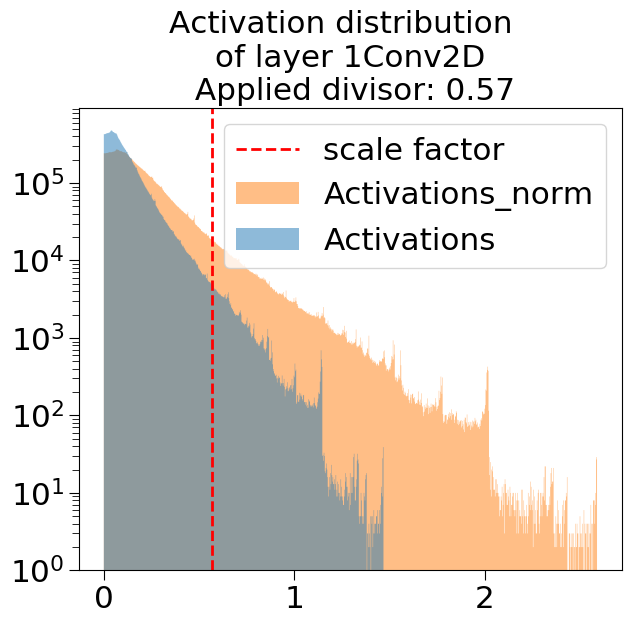 Activation distribution
of layer 1Conv2D
Applied divisor: 0.57
scale factor
Activations_norm
Activations
10^5
10^4
10^3
10^2
10^1
10^0
0 1 2